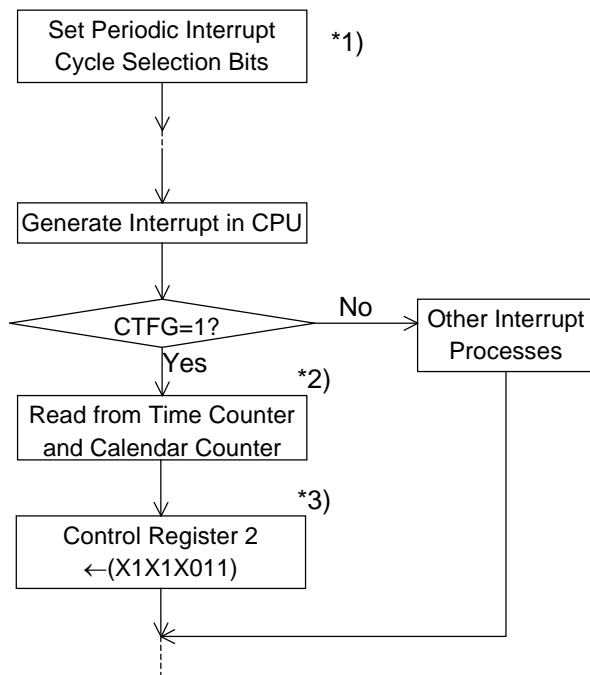 Set Periodic Interrupt
Cycle Selection Bits
*1)
Generate Interrupt in CPU
CTFG=1?
No
Other Interrupt
Processes
Yes
*2)
Read from Time Counter
and Calendar Counter
*3)
Control Register 2
←(X1X1X011)